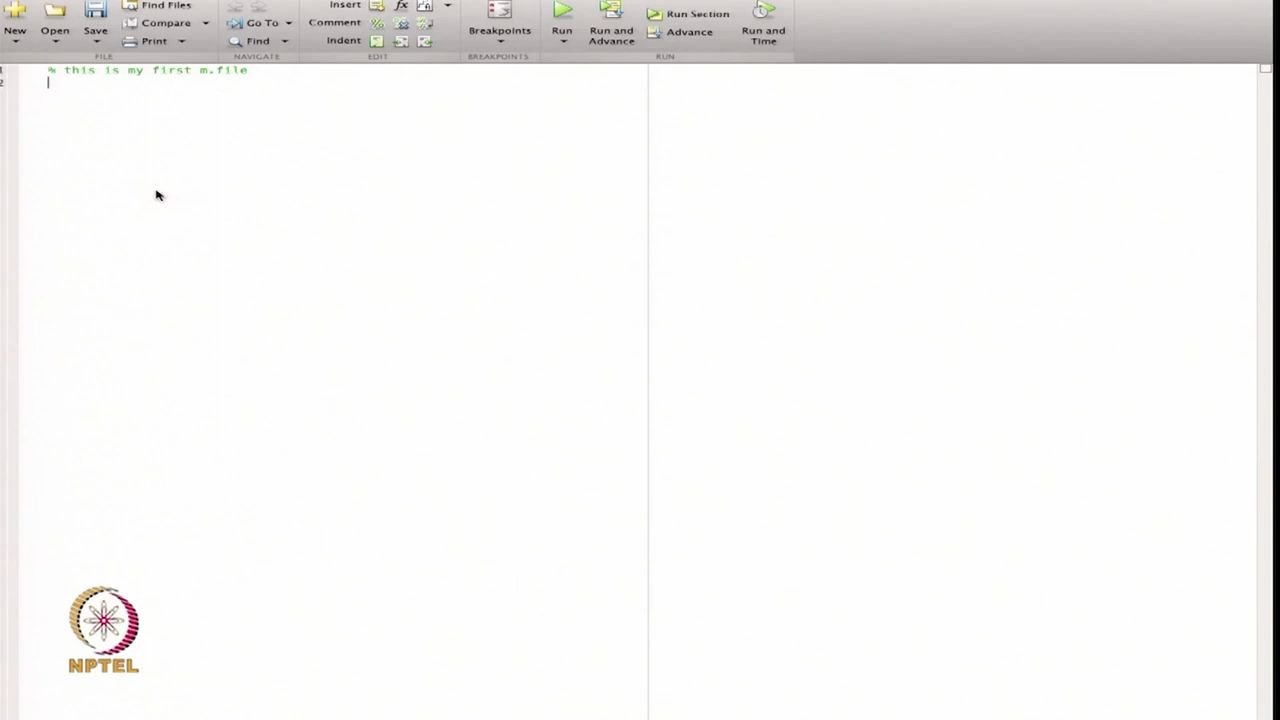 New
Open
Save
Find Files
Compare
Print
FILE
Go To
Find
NAVIGATE
Insert
fx
Comment
Indent
EDIT
Breakpoints
BREAKPOINTS
Run
Run and Advance
Run Section
Advance
Run and Time
RUN
1 % this is my first m.file
2
NPTEL